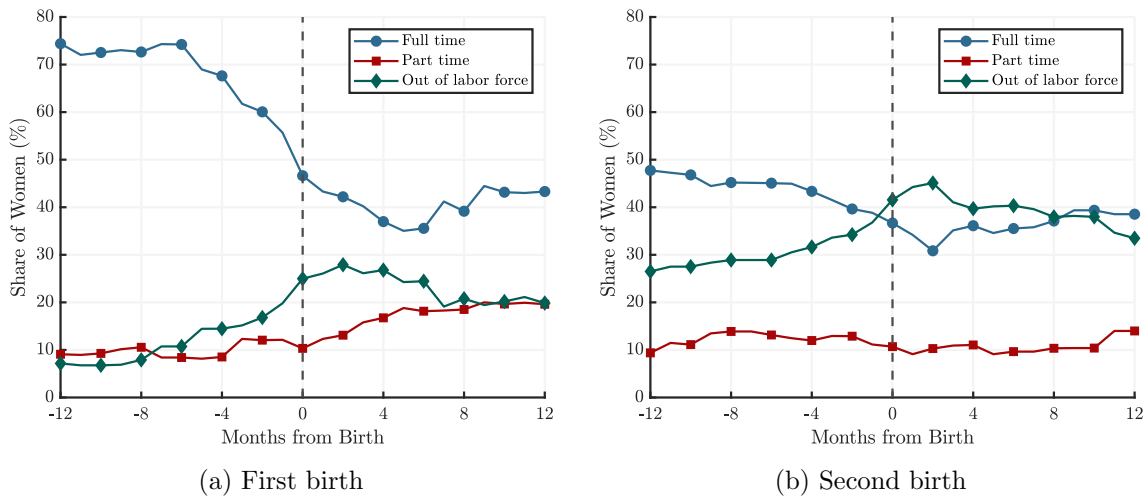 80
70
60
50
40
30
20
10
0
Share of Women (%)
Full time
Part time
Out of labor force
-12
-8
-4
0
4
8
12
Months from Birth
(a) First birth
80
70
60
50
40
30
20
10
0
Share of Women (%)
Full time
Part time
Out of labor force
-12
-8
-4
0
4
8
12
Months from Birth
(b) Second birth